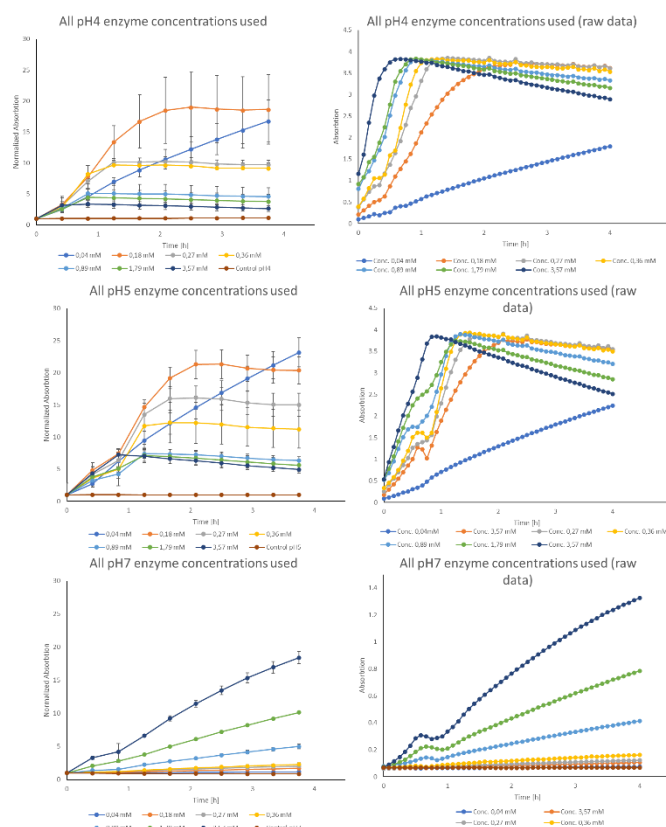 All pH4 enzyme concentrations used
30
25
20
15
10
5
0
0 1 2 3 4
Normalized Absorbtion
Time [h]
0,04 mM 0,18 mM 0,27 mM 0,36 mM
0,89 mM 1,79 mM 3,57 mM Control pH4
All pH4 enzyme concentrations used (raw
data)
4.5
4
3.5
3
2.5
2
1.5
1
0.5
0
0 1 2 3 4
Absorbtion
Time [h]
Conc. 0,04 mM Conc. 0,18 mM Conc. 0,27 mM Conc. 0,36 mM
Conc. 0,89 mM Conc. 1,79 mM Conc. 3,57 mM
All pH5 enzyme concentrations used
30
25
20
15
10
5
0
0 1 2 3 4
Normalized Absorbtion
Time [h]
0,04 mM 0,18 mM 0,27 mM 0,36 mM
0,89 mM 1,79 mM 3,57 mM Control pH5
All pH5 enzyme concentrations used (raw
data)
4.5
4
3.5
3
2.5
2
1.5
1
0.5
0
0 1 2 3 4
Absorbtion
Time [h]
Conc. 0,04mM Conc. 3,57 mM Conc. 0,27 mM Conc. 0,36 mM
Conc. 0,89 mM Conc. 1,79 mM Conc. 3,57 mM
All pH7 enzyme concentrations used
30
25
20
15
10
5
0
0 1 2 3 4
Normalized Absorbtion
Time [h]
0,04 mM 0,18 mM 0,27 mM 0,36 mM
All pH7 enzyme concentrations used (raw
data)
1.4
1.2
1
0.8
0.6
0.4
0.2
0
0 1 2 3 4
Absorbtion
Time [h]
Conc. 0,04 mM Conc. 3,57 mM
Conc. 0,27 mM Conc. 0,36 mM